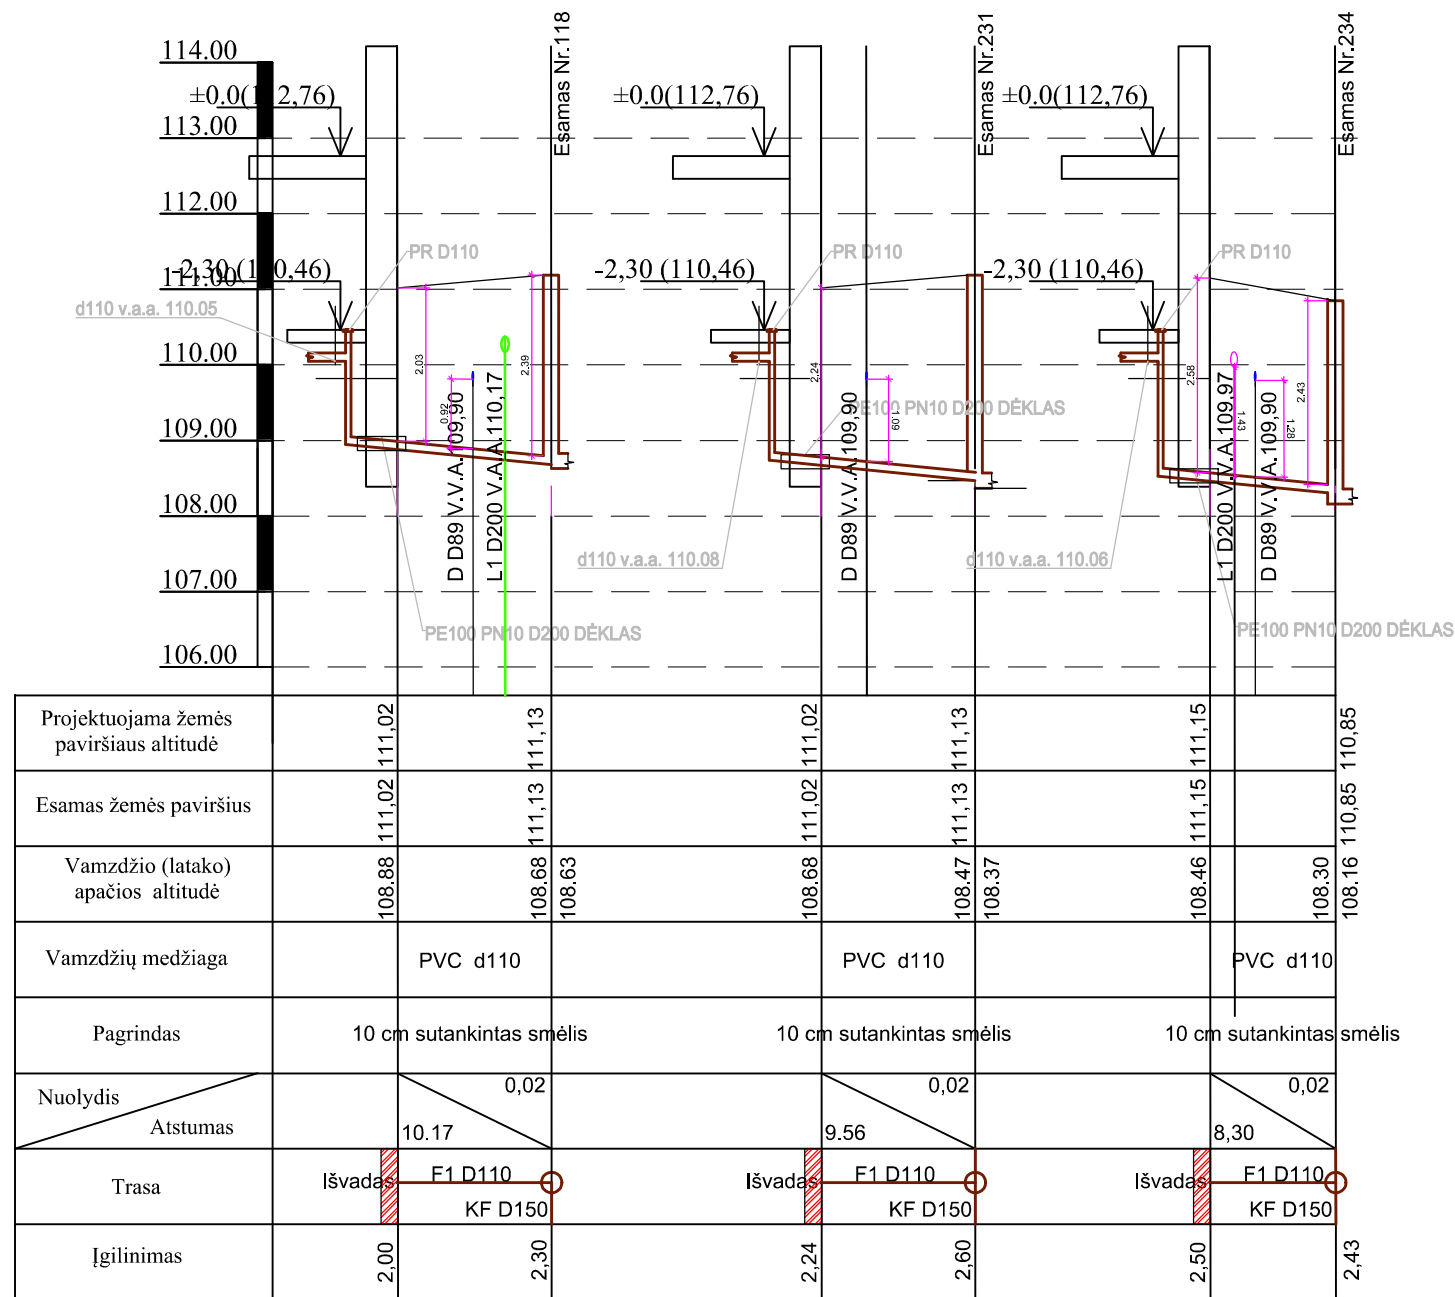 114.00
113.00
112.00
111.00
110.00
109.00
108.00
107.00
106.00
±0.0(112,76)
-2,30 (110,46)
PR D110
d110 v.a.a. 110.05
2.03
0.92
2.39
D D89 V.V.A.109,90
L1 D200 V.A.A.110,17
PE100 PN10 D200 DĖKLAS
Esamas Nr.118
±0.0(112,76)
-2,30 (110,46)
PR D110
d110 v.a.a. 110.08
2.24
1.09
D D89 V.V.A.109,90
PE100 PN10 D200 DĖKLAS
Esamas Nr.231
±0.0(112,76)
-2,30 (110,46)
PR D110
d110 v.a.a. 110.06
2.58
1.43
1.28
2.43
L1 D200 V.V.A.109,97
D D89 V.V.A.109,90
PE100 PN10 D200 DĖKLAS
Esamas Nr.234
Projektuojama žemės
paviršiaus altitudė
111,02
111,13
111,02
111,13
111,15
110,85
Esamas žemės paviršius
111,02
111,13
111,02
111,13
111,15
110,85
Vamzdžio (latako)
apačios altitudė
108.88
108.68
108.63
108.68
108.47
108.37
108.46
108.30
108.16
Vamzdžių medžiaga
PVC d110
PVC d110
PVC d110
Pagrindas
10 cm sutankintas smėlis
10 cm sutankintas smėlis
10 cm sutankintas smėlis
Nuolydis
Atstumas
0,02
10.17
0,02
9.56
0,02
8,30
Trasa
Išvadas
F1 D110
KF D150
Išvadas
F1 D110
KF D150
Išvadas
F1 D110
KF D150
Įgilinimas
2,00
2,30
2,24
2,60
2,50
2,43